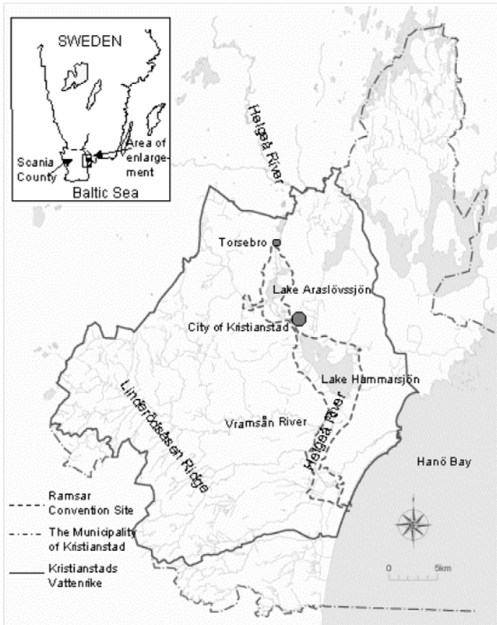 SWEDEN
Scania
County
Area of
enlarge-
ment
Baltic Sea
Helgeå River
Torsebro
Lake Araslövssjön
City of Kristianstad
Lake Hammarsjön
Linderödsåsen Ridge
Vramsån River
Helgeå River
Hanö Bay
Ramsar
Convention Site
The Municipality
of Kristianstad
Kristianstads
Vattenrike
0 5km